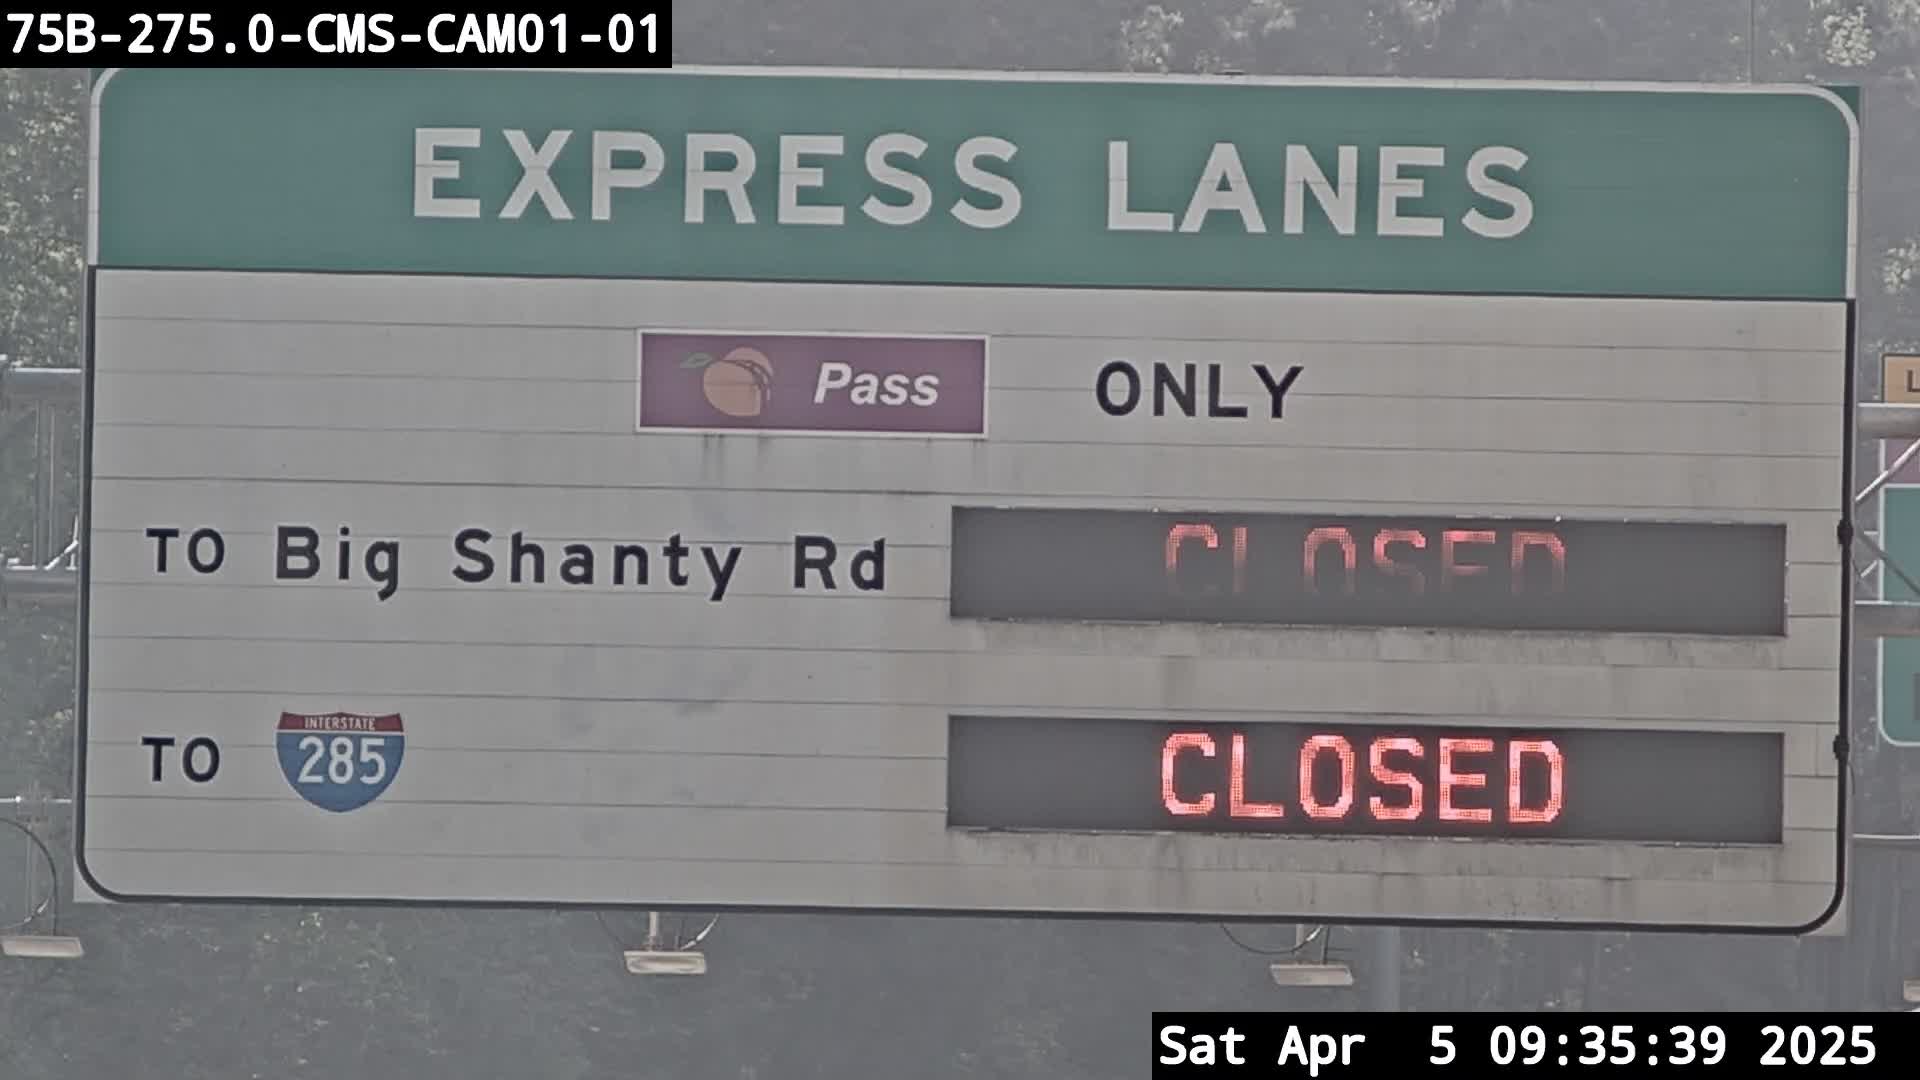 75B-275.0-CMS-CAM01-01
EXPRESS LANES
Pass ONLY
TO Big Shanty Rd CLOSED
TO INTERSTATE 285 CLOSED
Sat Apr 5 09:35:39 2025